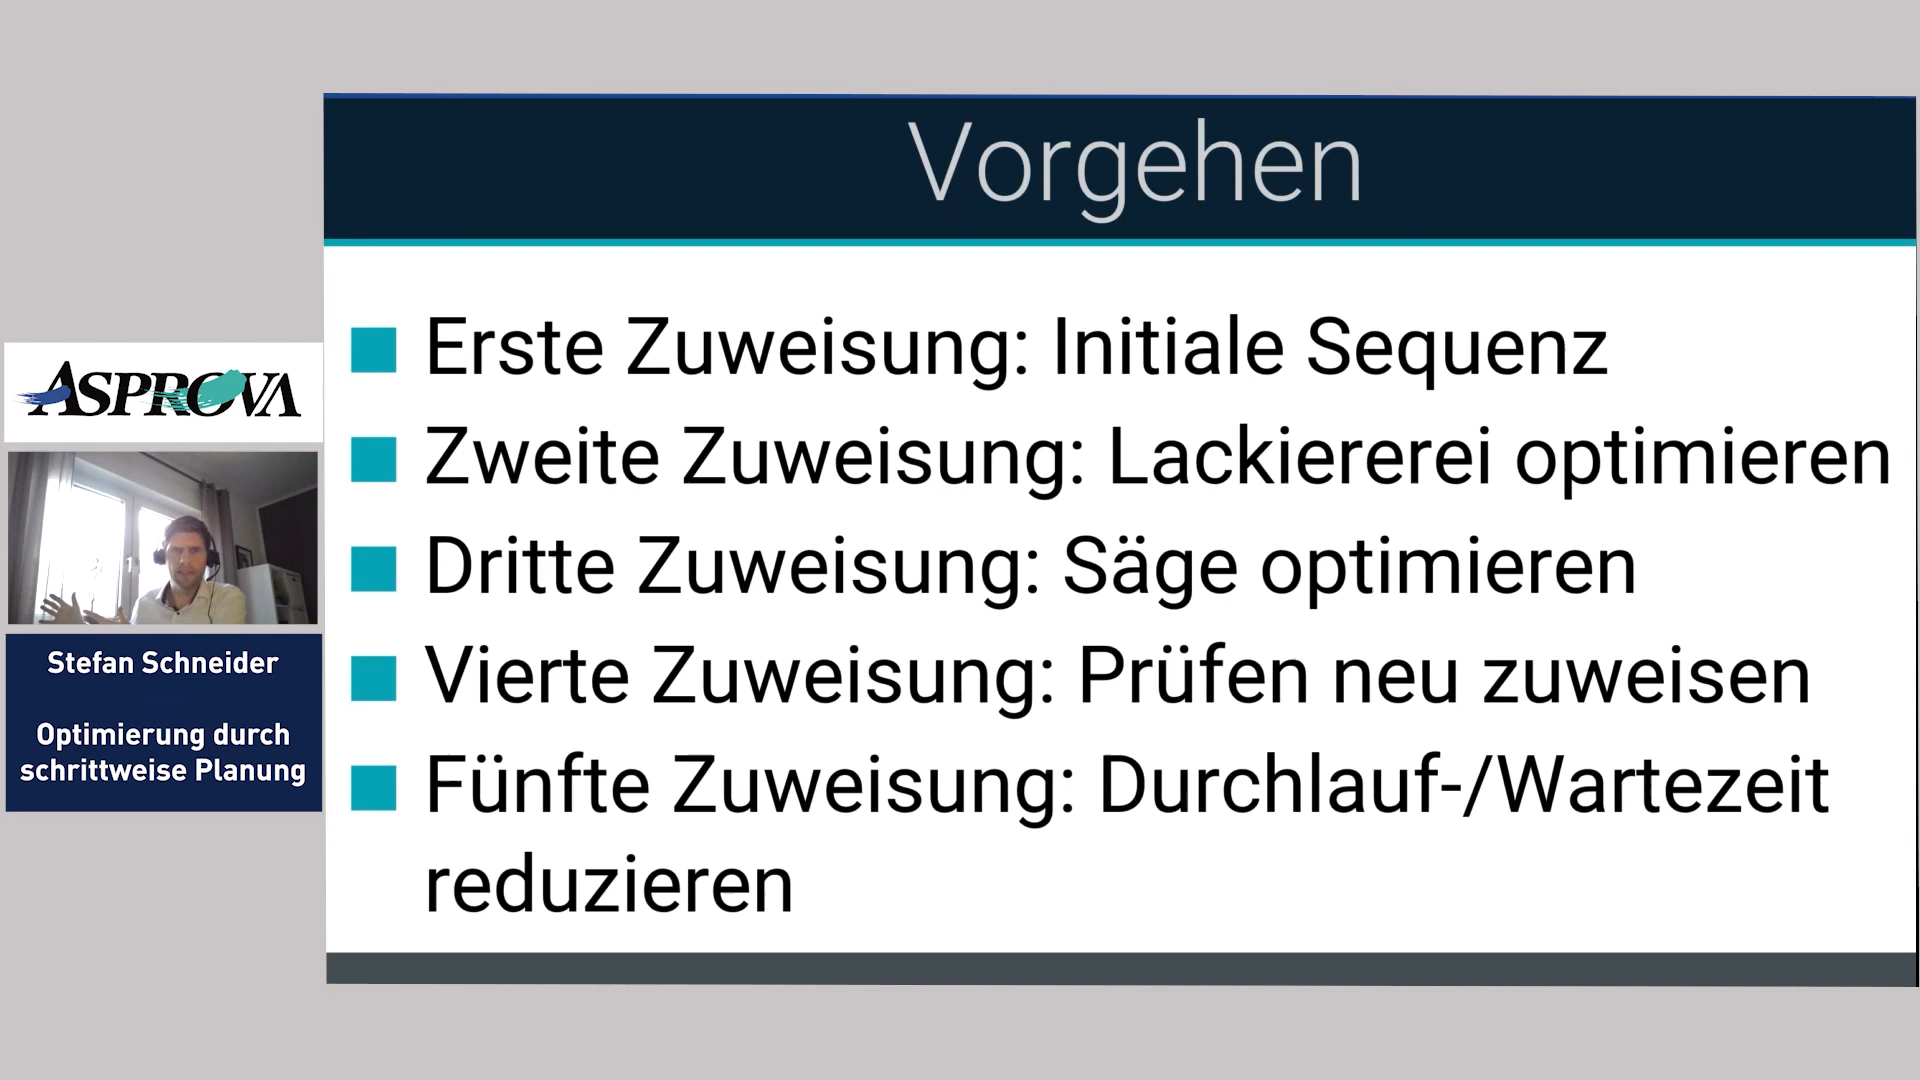 Vorgehen
Erste Zuweisung: Initiale Sequenz
Zweite Zuweisung: Lackiererei optimieren
Dritte Zuweisung: Säge optimieren
Vierte Zuweisung: Prüfen neu zuweisen
Fünfte Zuweisung: Durchlauf-/Wartezeit
reduzieren
ASPROVA
Stefan Schneider
Optimierung durch
schrittweise Planung